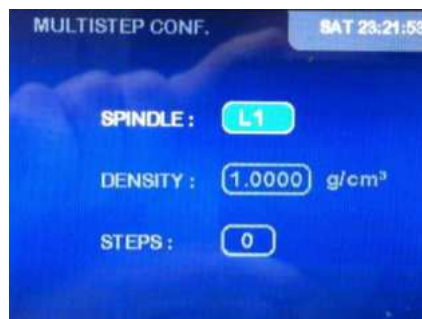 MULTISTEP CONF. SAT 23:21:53
SPINDLE : L1
DENSITY : 1.0000 g/cm³
STEPS : 0